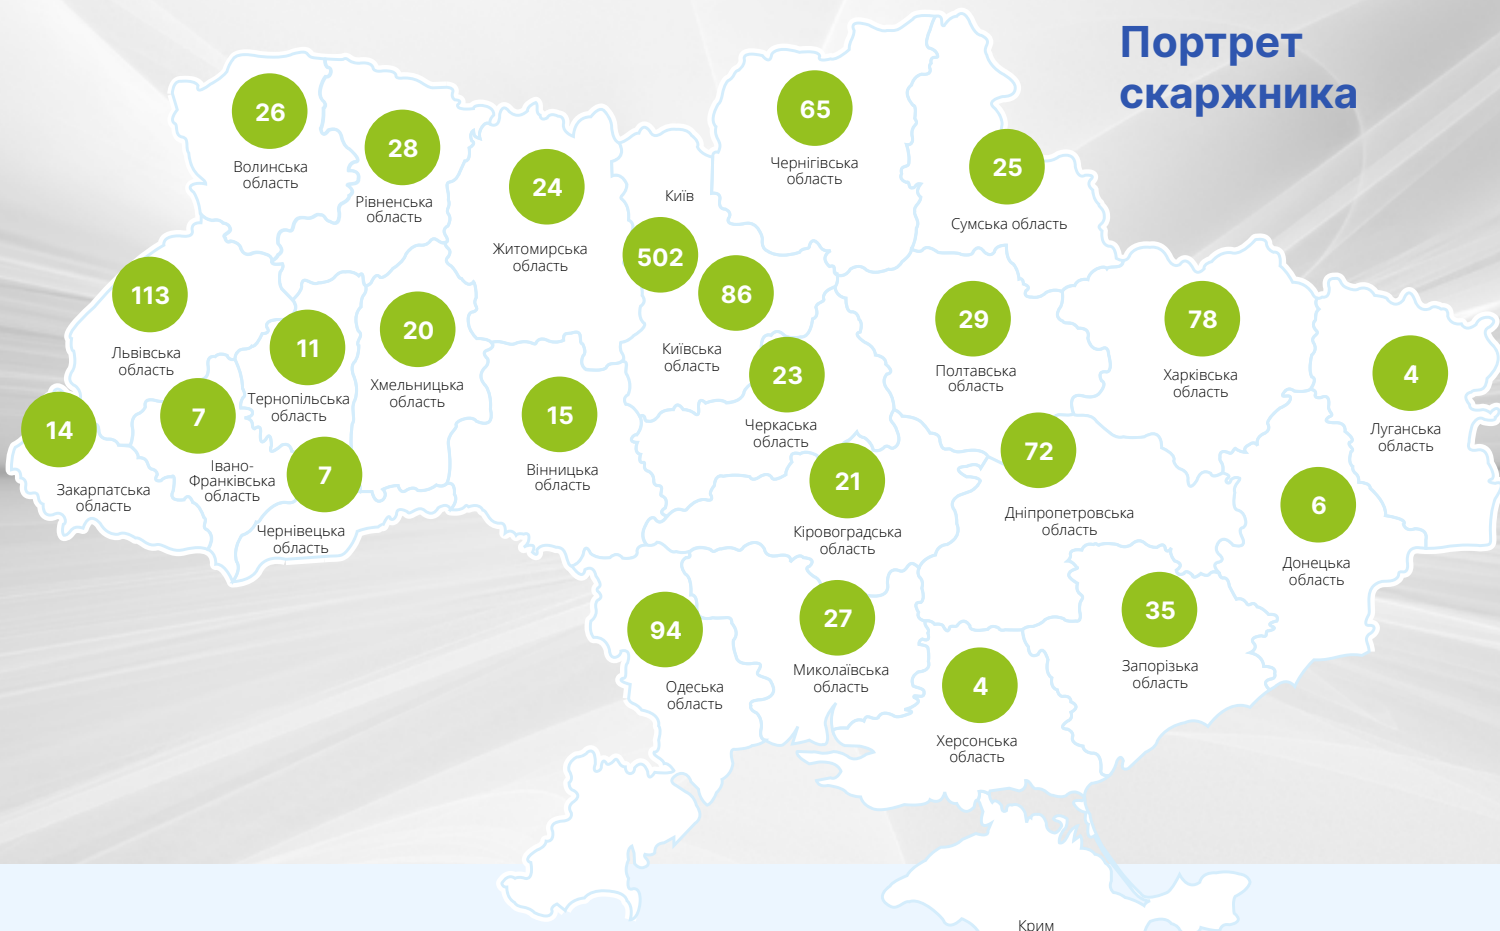 Портрет
скаржника
26
Волинська
область
28
Рівненська
область
24
Житомирська
область
Київ
502
86
Київська
область
65
Чернігівська
область
25
Сумська область
113
Львівська
область
11
Тернопільська
область
20
Хмельницька
область
29
Полтавська
область
78
Харківська
область
4
Луганська
область
23
Черкаська
область
14
Закарпатська
область
7
Івано-
Франківська
область
7
Чернівецька
область
15
Вінницька
область
21
Кіровоградська
область
72
Дніпропетровська
область
6
Донецька
область
94
Одеська
область
27
Миколаївська
область
4
Херсонська
область
35
Запорізька
область
Крим